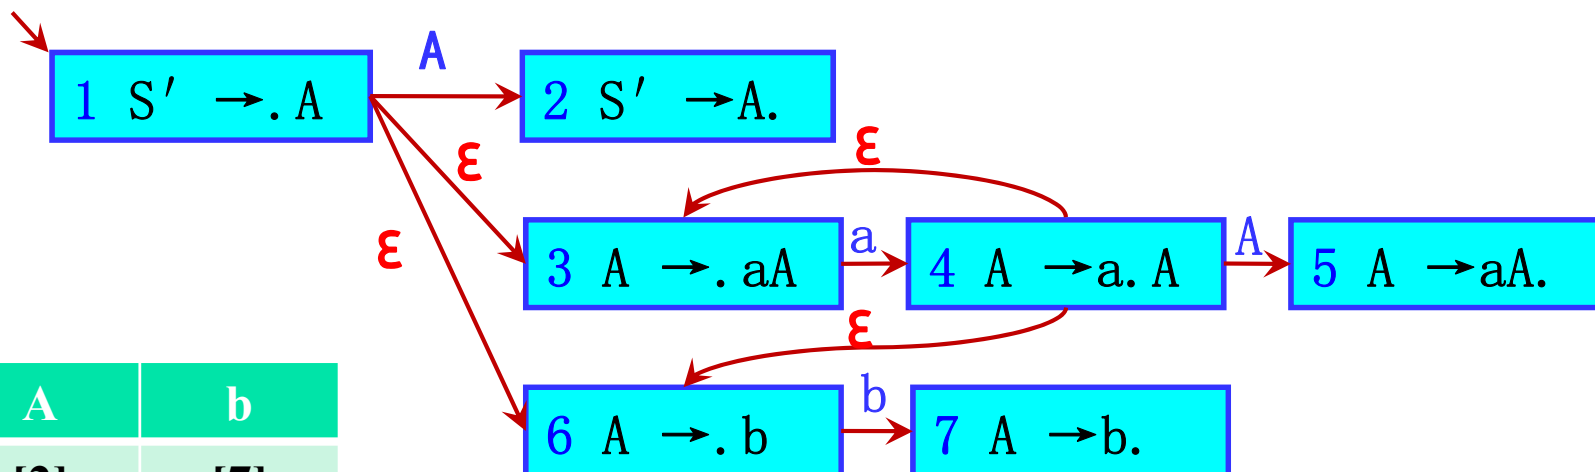 A
1 S′ →.A
2 S′ →A.
ε
ε
ε
a
A
3 A →.aA
4 A →a.A
5 A →aA.
ε
b
A b
6 A →.b
7 A →b.